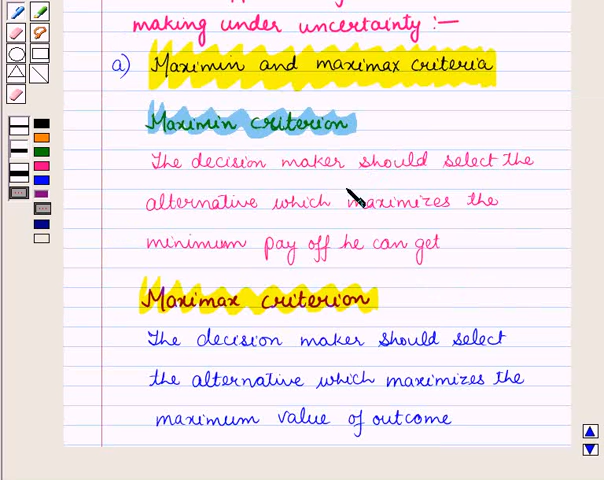 making under uncertainty :—
a) Maximin and maximax criteria
Maximin criterion
The decision maker should select the
alternative which maximizes the
minimum pay off he can get
Maximax criterion
The decision maker should select
the alternative which maximizes the
maximum value of outcome